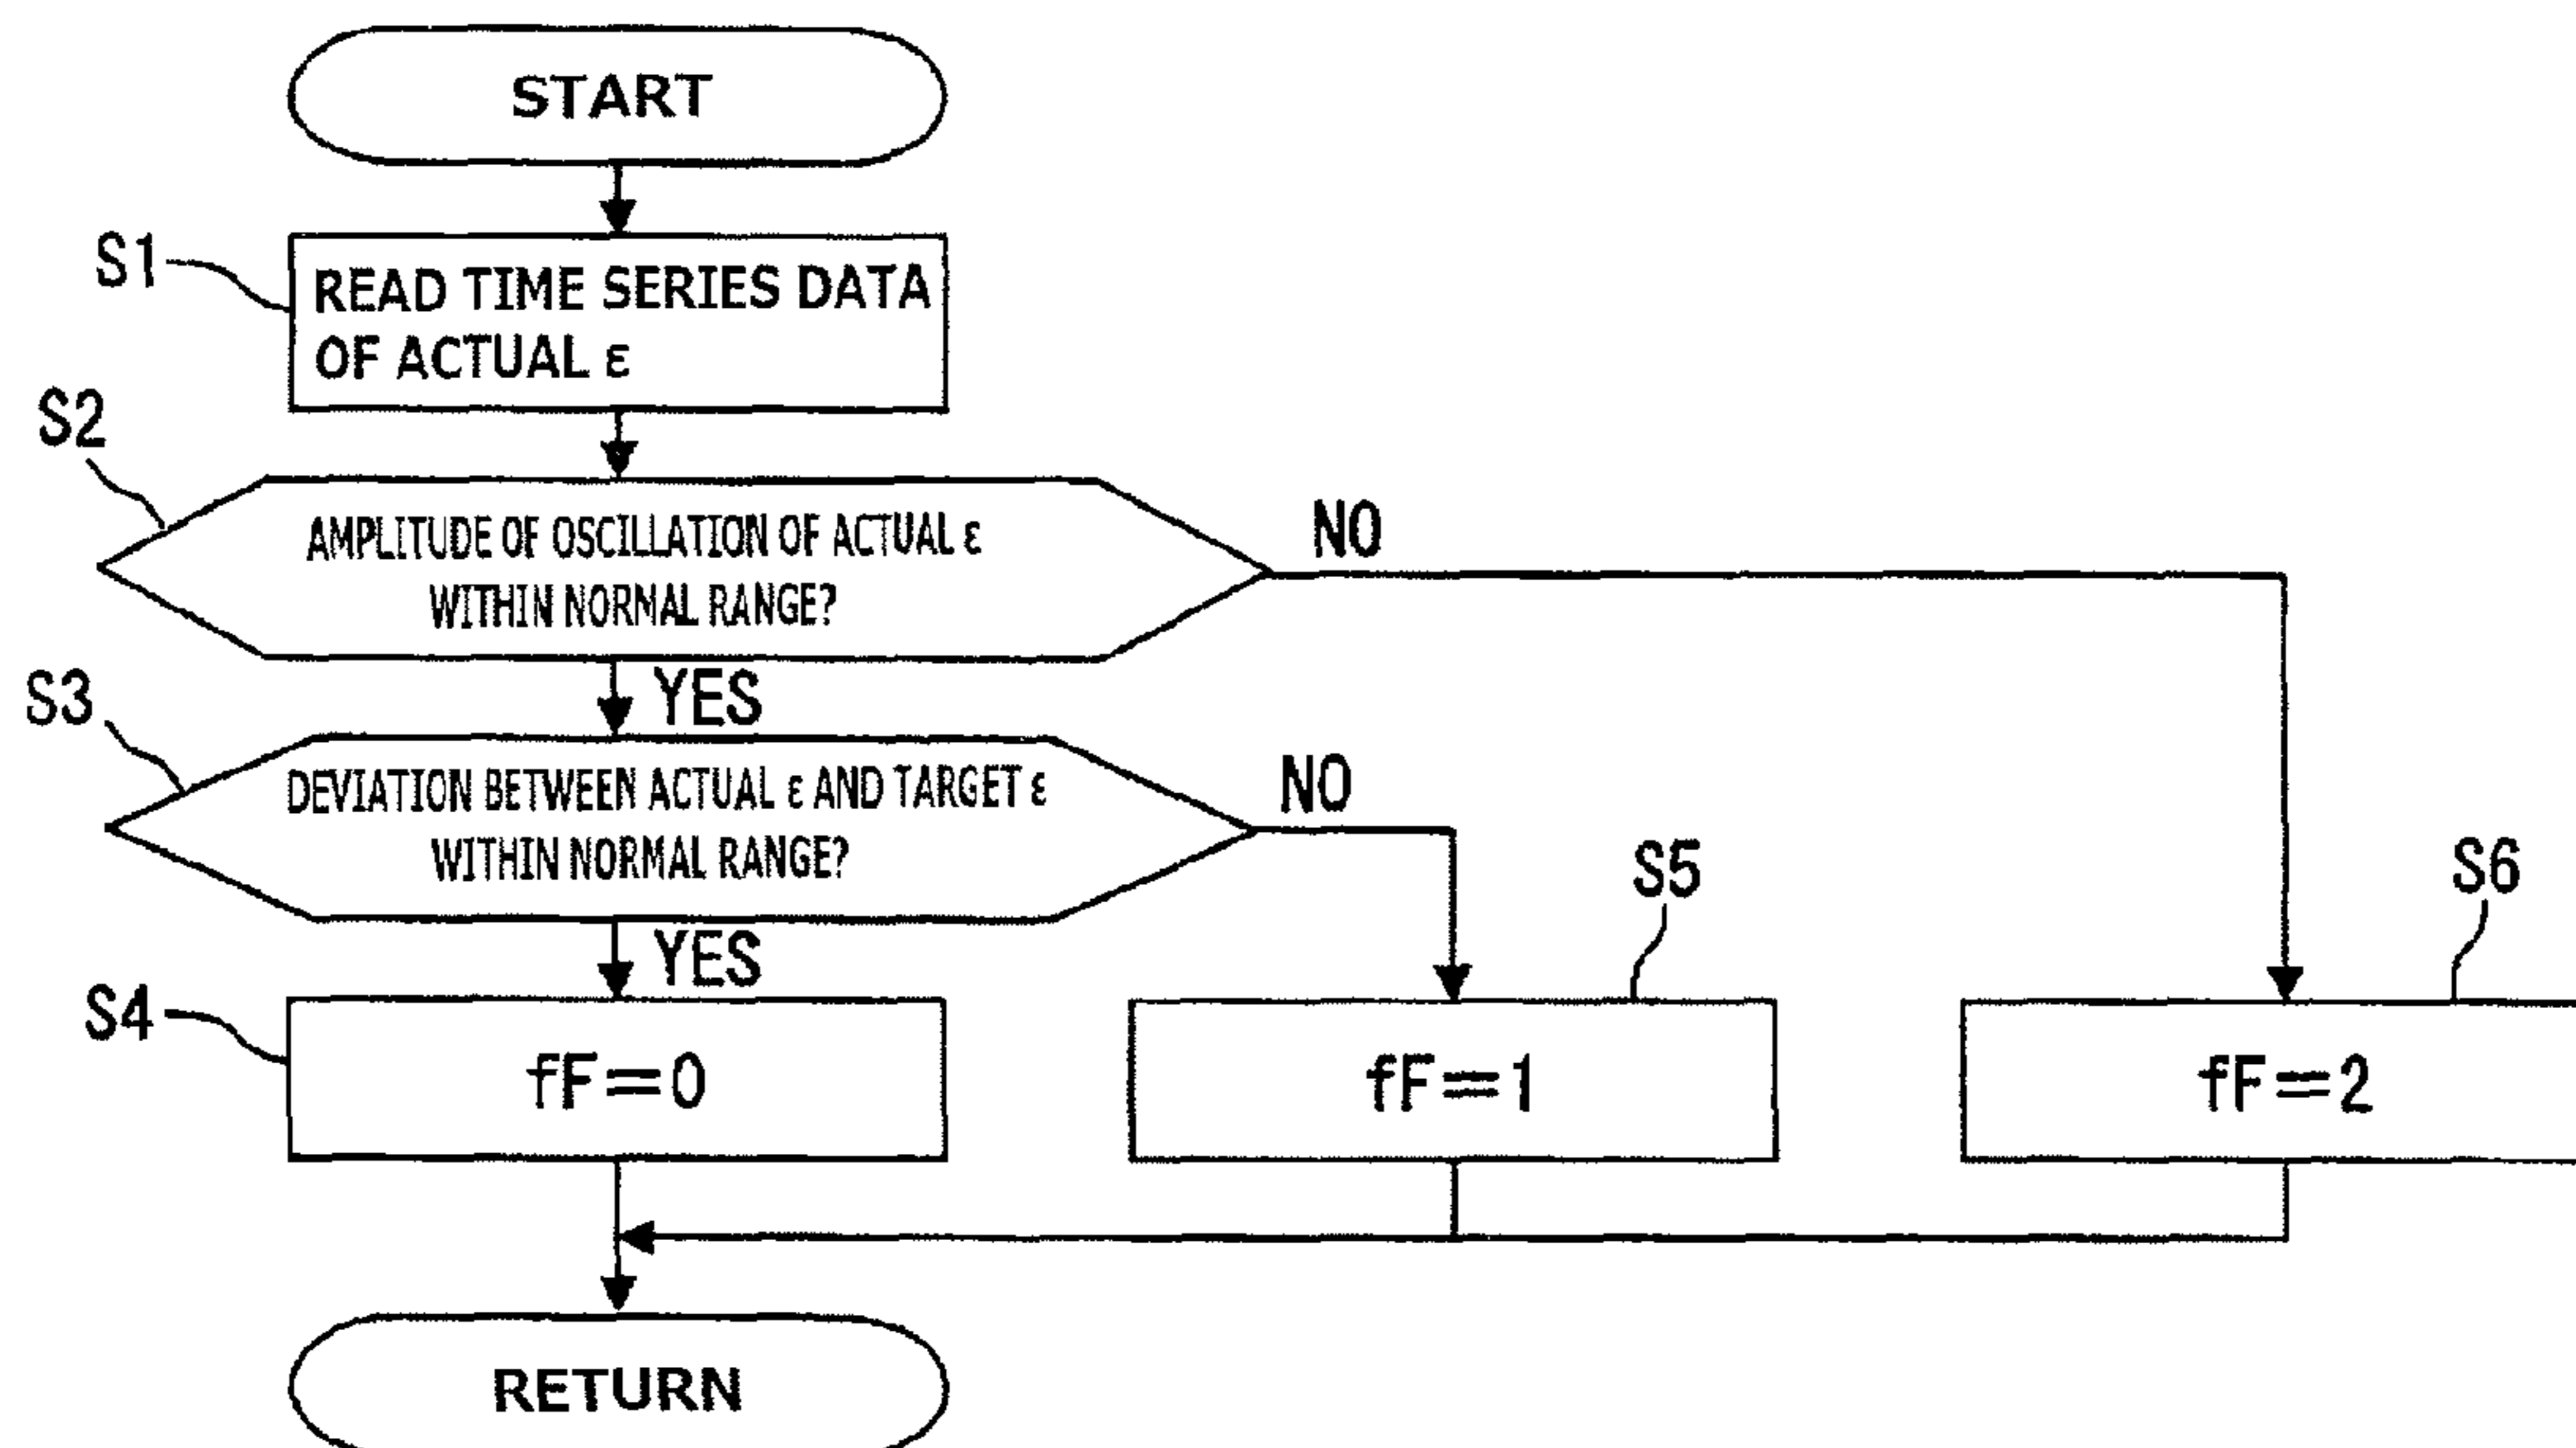 START
S1
READ TIME SERIES DATA
OF ACTUAL ε
S2
AMPLITUDE OF OSCILLATION OF ACTUAL ε
WITHIN NORMAL RANGE?
NO
YES
S3
DEVIATION BETWEEN ACTUAL ε AND TARGET ε
WITHIN NORMAL RANGE?
NO
YES
S4
fF=0
S5
fF=1
S6
fF=2
RETURN